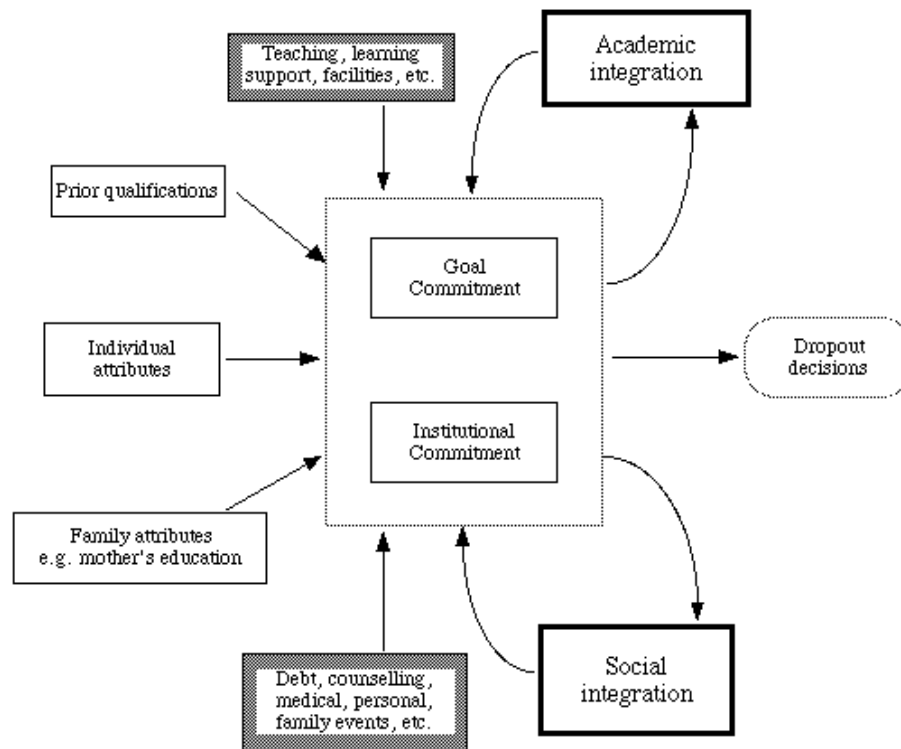 Teaching, learning
support, facilities, etc.
Academic
integration
Prior qualifications
Goal
Commitment
Individual
attributes
Dropout
decisions
Institutional
Commitment
Family attributes
e.g. mother's education
Debt, counselling,
medical, personal,
family events, etc.
Social
integration